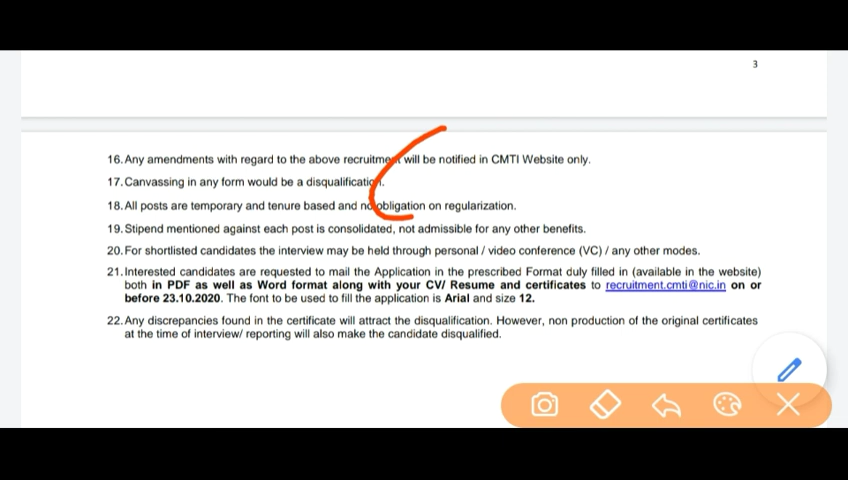 3
16. Any amendments with regard to the above recruitment will be notified in CMTI Website only.
17. Canvassing in any form would be a disqualification.
18. All posts are temporary and tenure based and no obligation on regularization.
19. Stipend mentioned against each post is consolidated, not admissible for any other benefits.
20. For shortlisted candidates the interview may be held through personal / video conference (VC) / any other modes.
21. Interested candidates are requested to mail the Application in the prescribed Format duly filled in (available in the website)
both in PDF as well as Word format along with your CV/ Resume and certificates to recruitment.cmti@nic.in on or
before 23.10.2020. The font to be used to fill the application is Arial and size 12.
22. Any discrepancies found in the certificate will attract the disqualification. However, non production of the original certificates
at the time of interview/ reporting will also make the candidate disqualified.